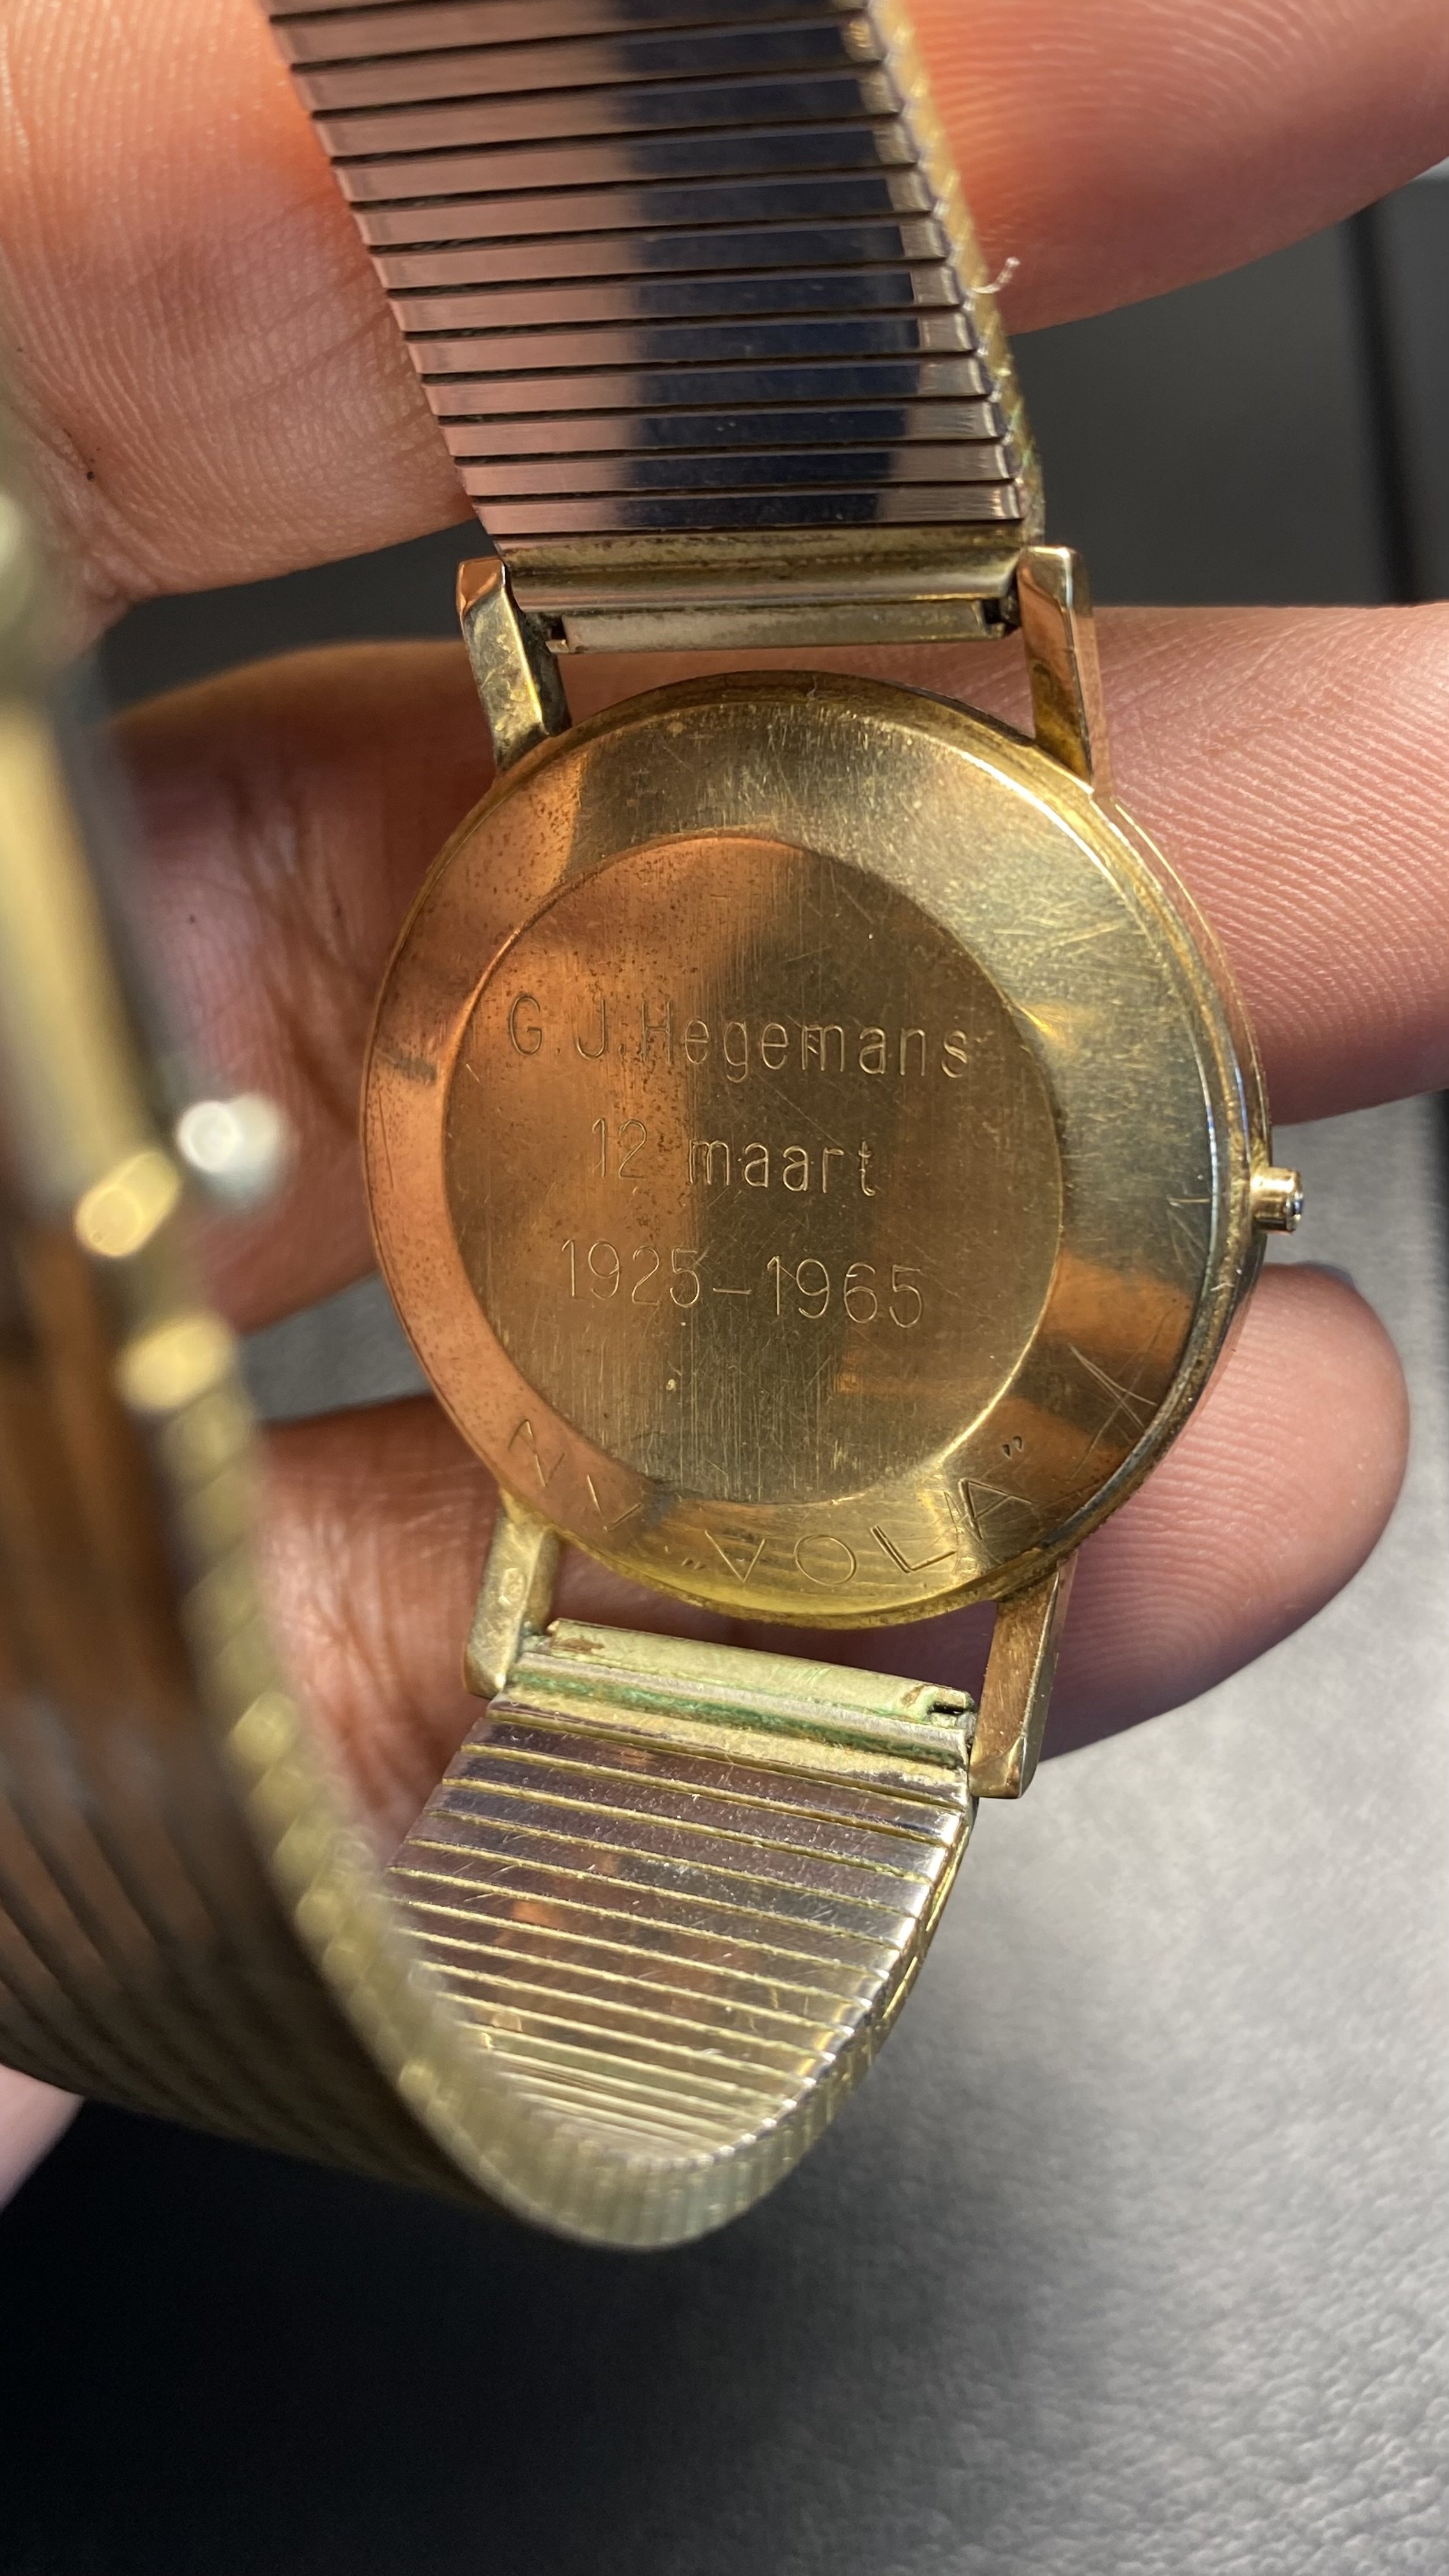 G.J.Hegemans
12 maart
1925-1965
NV „VOLA”